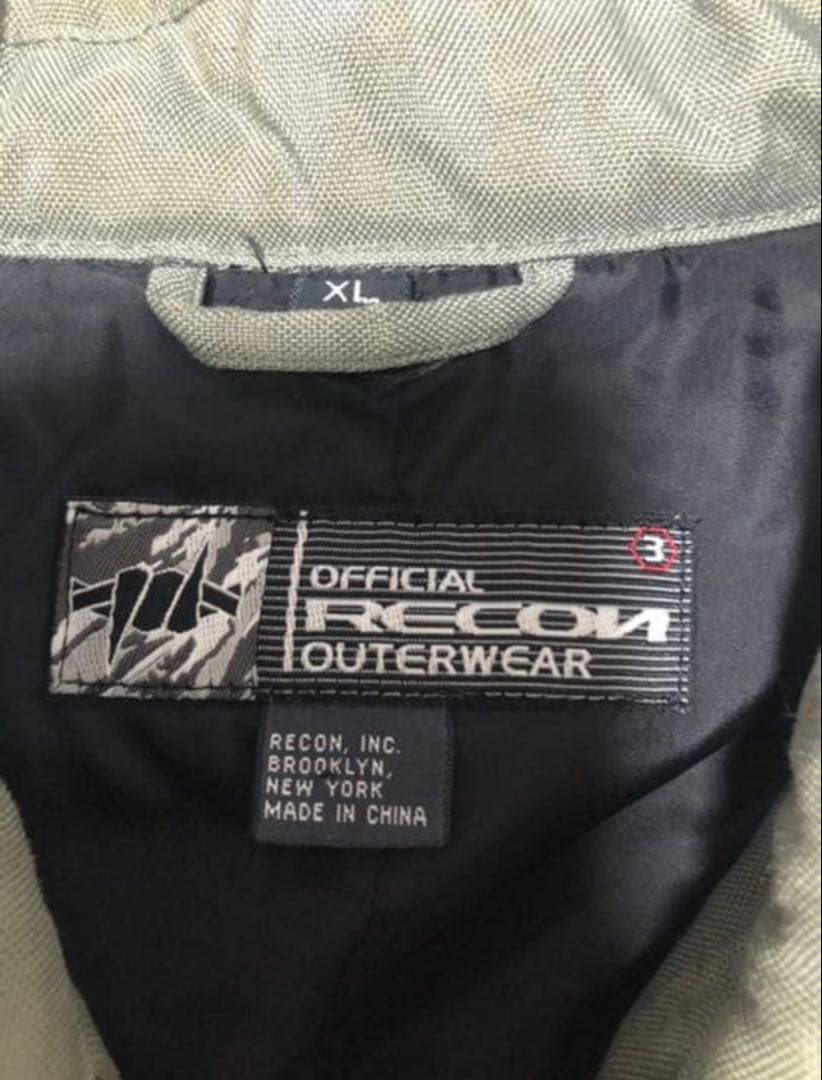 XL
3
OFFICIAL
RECON
OUTERWEAR
RECON, INC.
BROOKLYN,
NEW YORK
MADE IN CHINA